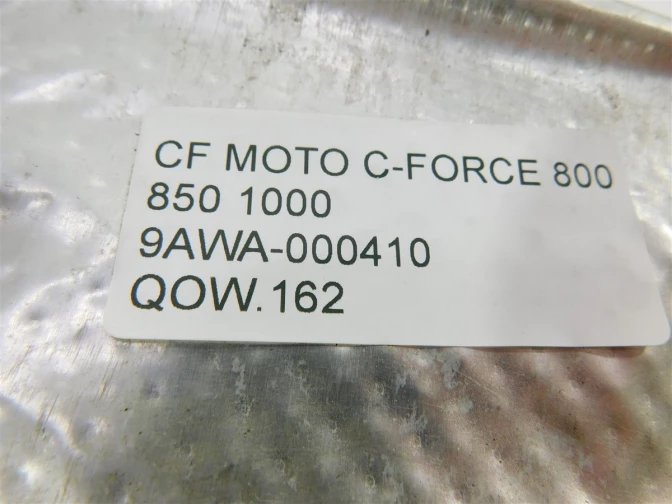 CF MOTO C-FORCE 800
850 1000
9AWA-000410
QOW.162